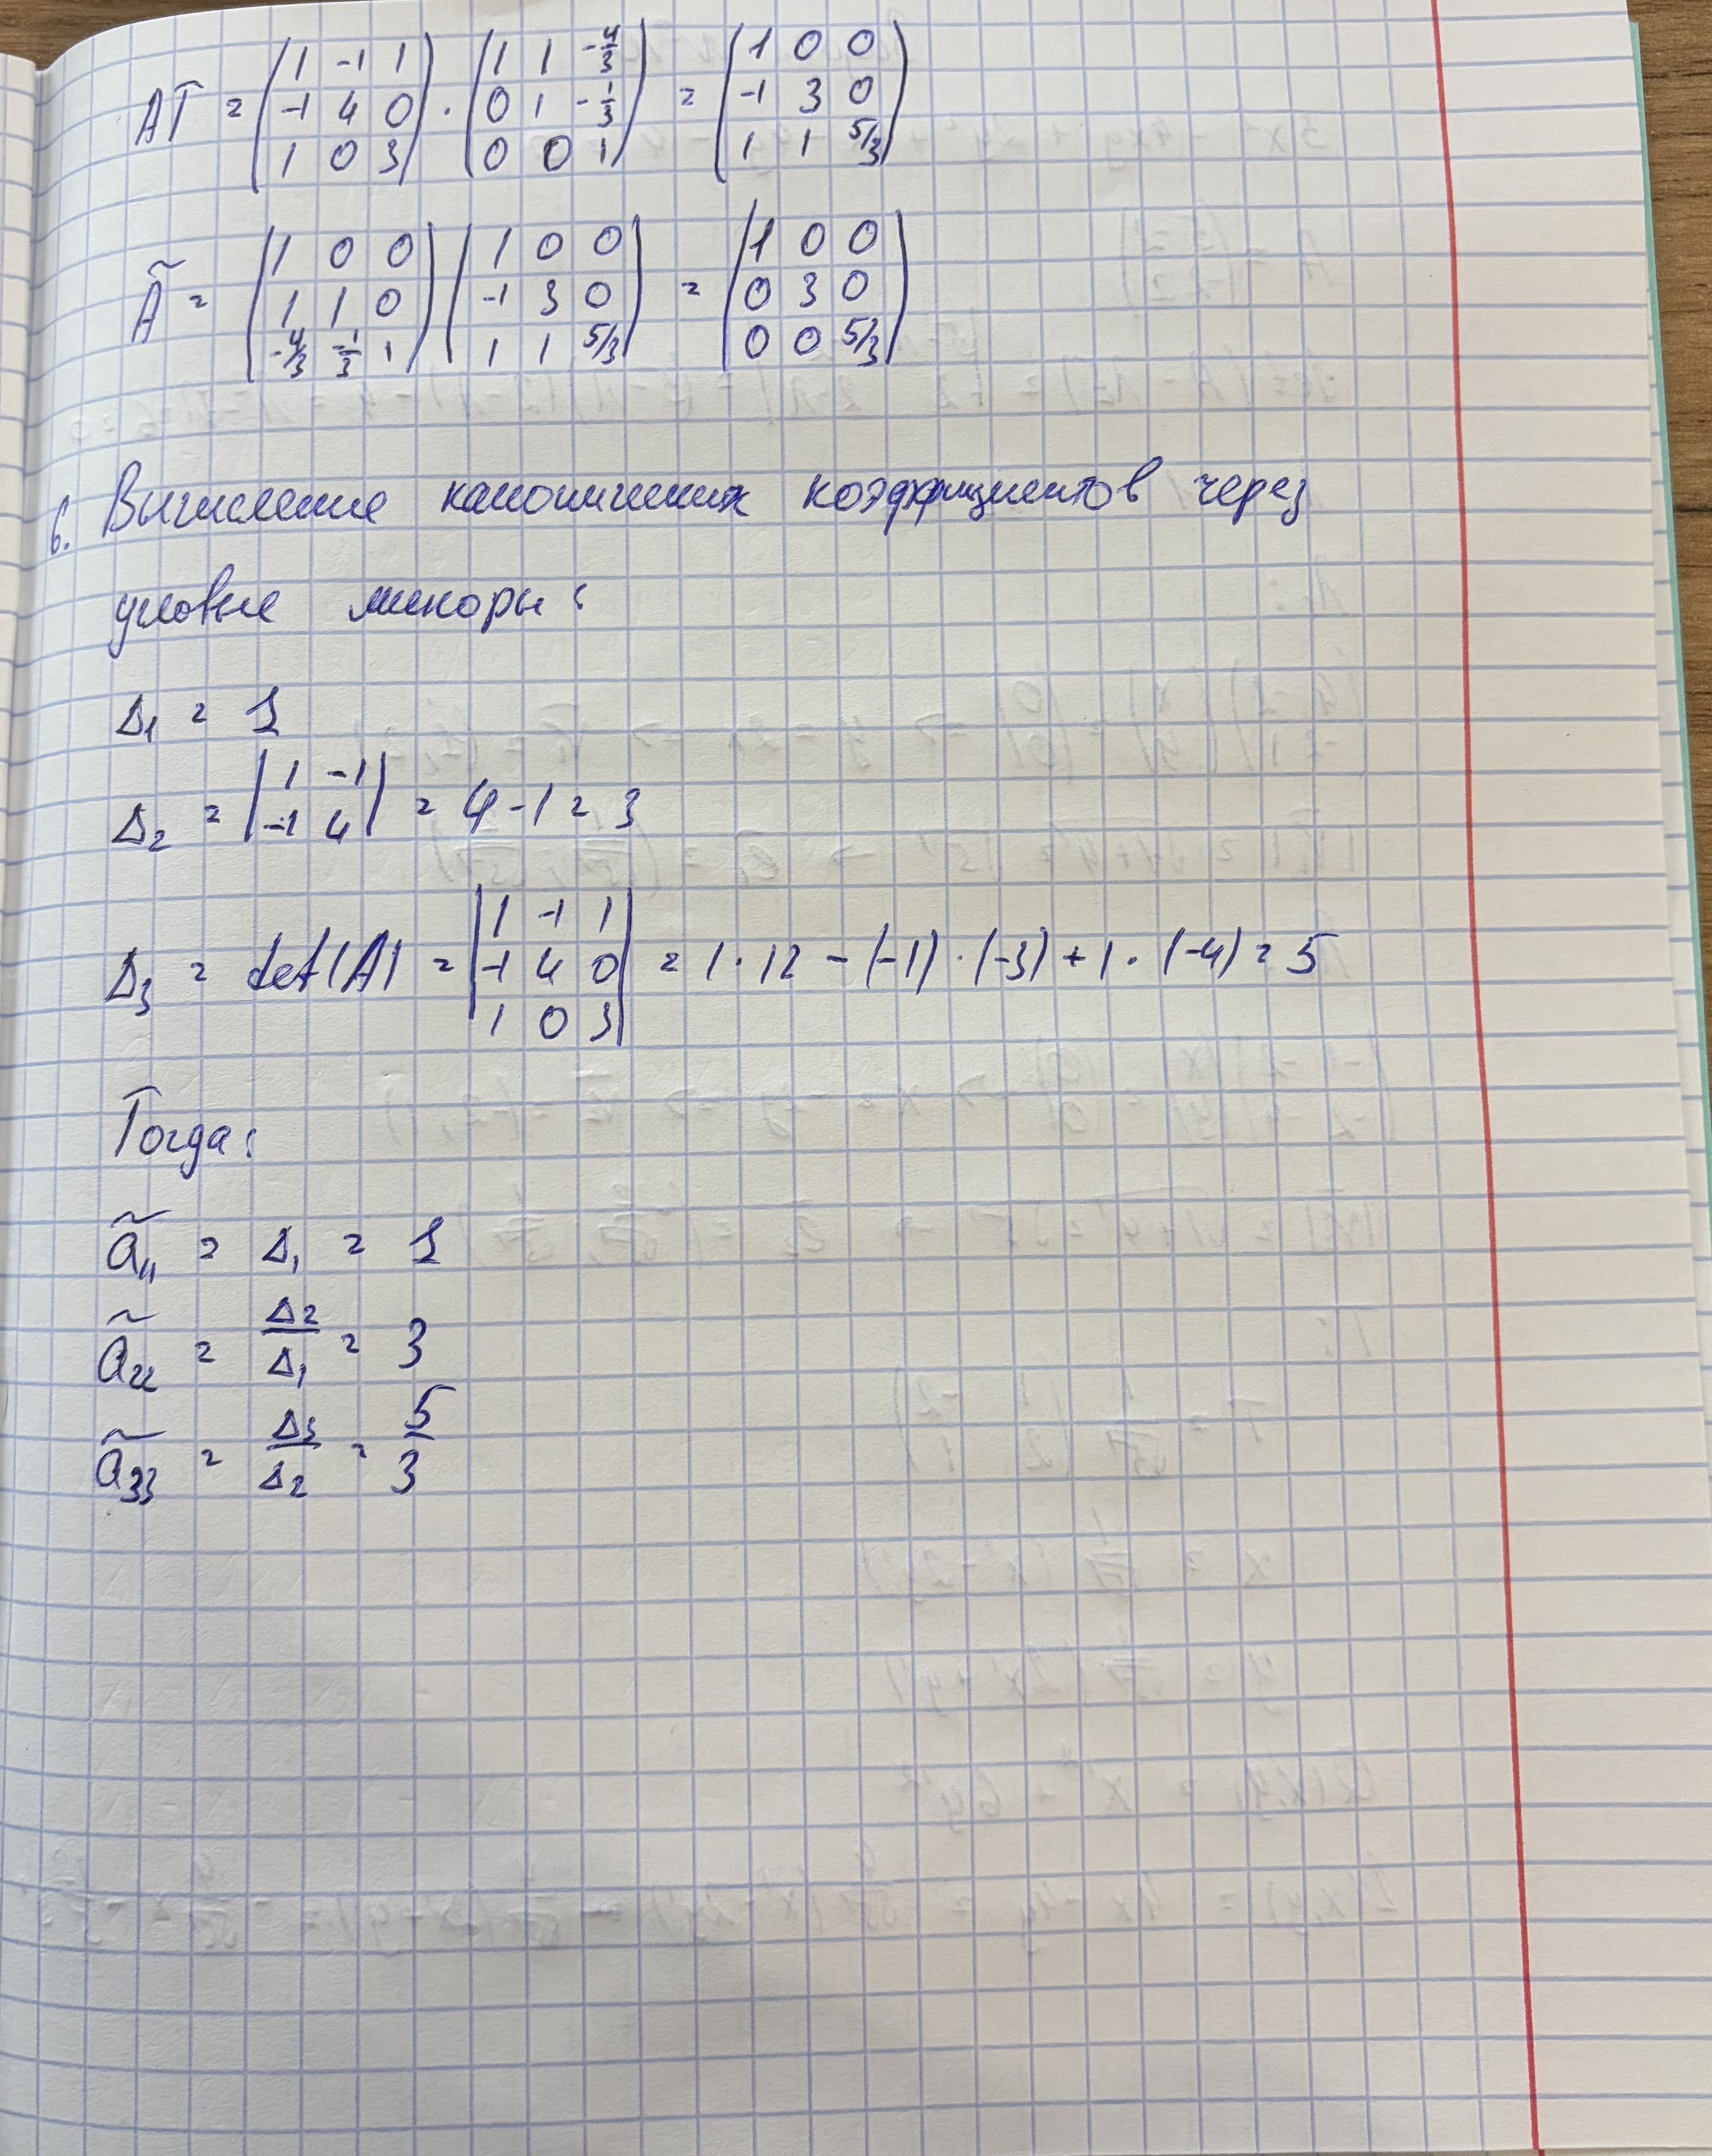 AT = (1 -1 1; -1 4 0; 1 0 3) · (1 1 -4/3; 0 1 -1/3; 0 0 1) = (1 0 0; -1 3 0; 1 1 5/3)
Ã = (1 0 0; 1 1 0; -4/3 -1/3 1) (1 0 0; -1 3 0; 1 1 5/3) = (1 0 0; 0 3 0; 0 0 5/3)
6. Вычисление канонических коэффициентов через
угловые миноры:
Δ₁ = 1
Δ₂ = |1 -1; -1 4| = 4 - 1 = 3
Δ₃ = det(A) = |1 -1 1; -1 4 0; 1 0 3| = 1 · 12 - (-1) · (-3) + 1 · (-4) = 5
Тогда:
ã₁₁ = Δ₁ = 1
ã₂₂ = Δ₂/Δ₁ = 3
ã₃₃ = Δ₃/Δ₂ = 5/3